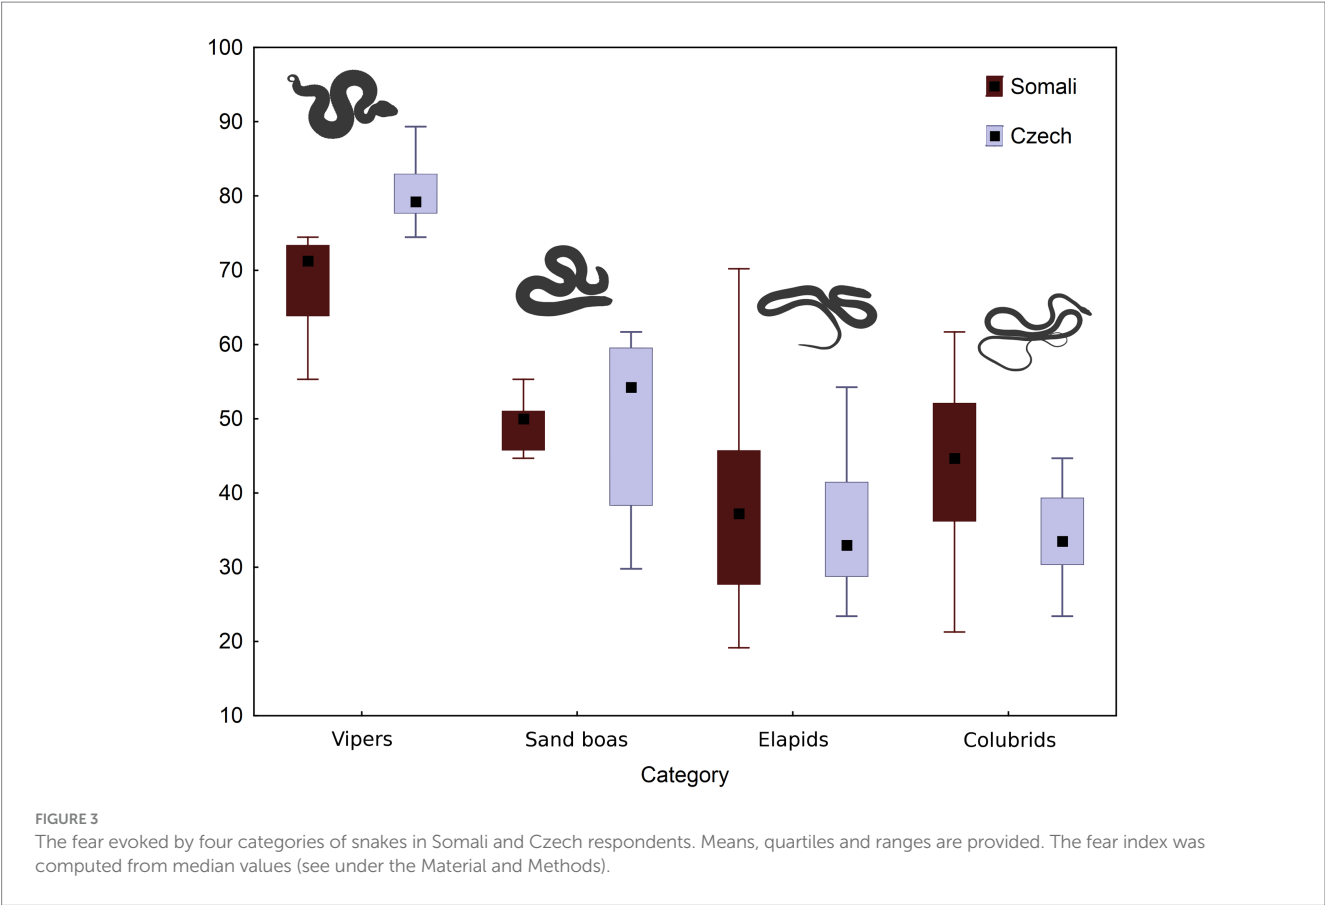 100
90
80
70
60
50
40
30
20
10
Somali
Czech
Vipers Sand boas Elapids Colubrids
Category
FIGURE 3
The fear evoked by four categories of snakes in Somali and Czech respondents. Means, quartiles and ranges are provided. The fear index was
computed from median values (see under the Material and Methods).